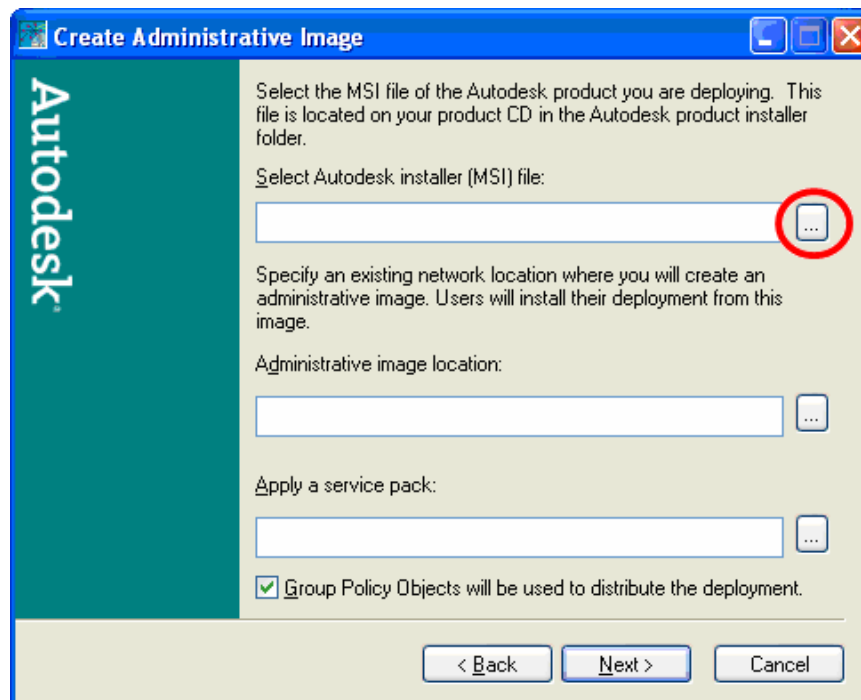 Create Administrative Image
Autodesk
Select the MSI file of the Autodesk product you are deploying. This
file is located on your product CD in the Autodesk product installer
folder.
Select Autodesk installer (MSI) file:
...
Specify an existing network location where you will create an
administrative image. Users will install their deployment from this
image.
Administrative image location:
...
Apply a service pack:
...
Group Policy Objects will be used to distribute the deployment.
< Back Next > Cancel